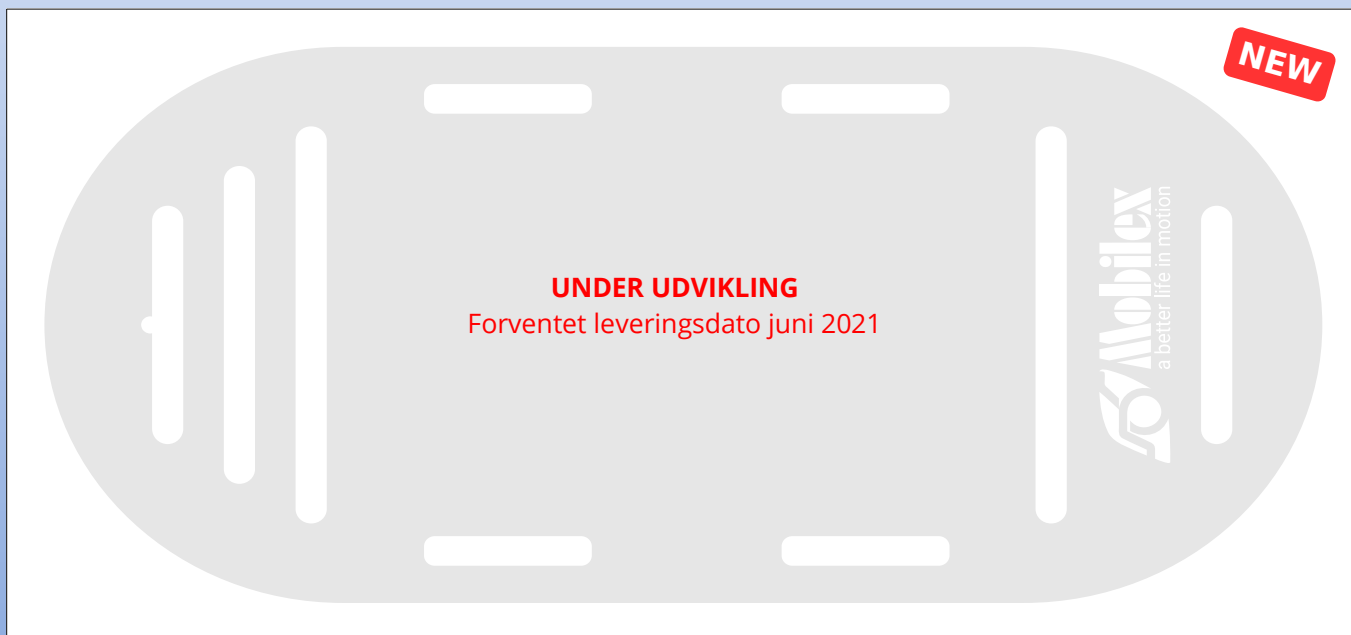 NEW
UNDER UDVIKLING
Forventet leveringsdato juni 2021
Mobilex
a better life in motion